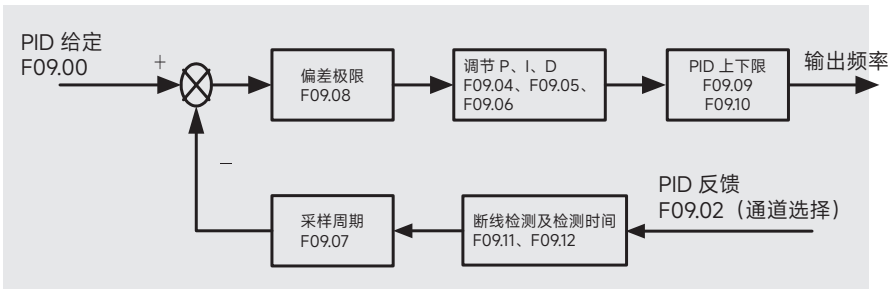 PID 给定
F09.00
+
偏差极限
F09.08
调节 P、I、D
F09.04、F09.05、
F09.06
PID 上下限
F09.09
F09.10
输出频率
−
采样周期
F09.07
断线检测及检测时间
F09.11、F09.12
PID 反馈
F09.02（通道选择）